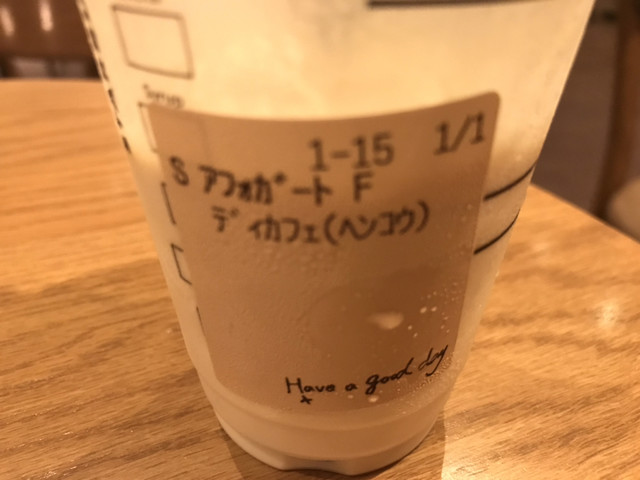 Syrup
1-15 1/1
S アフォガート F
ディカフェ(ヘンコウ)
Have a good day